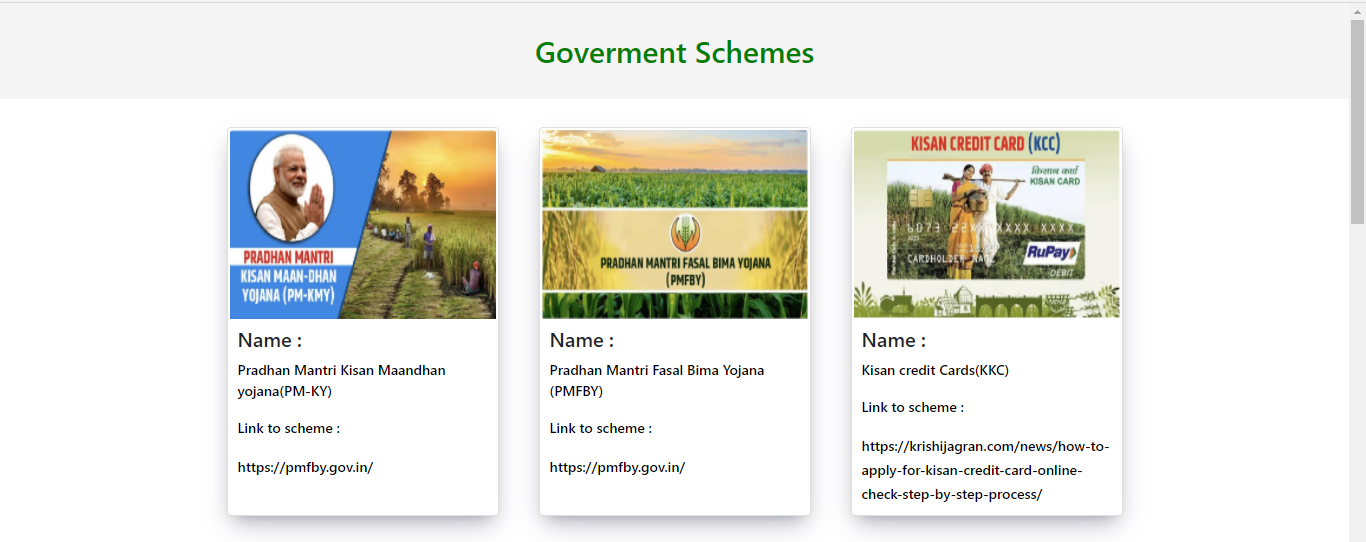 Goverment Schemes
PRADHAN MANTRI
KISAN MAAN-DHAN
YOJANA (PM-KMY)
Name :
Pradhan Mantri Kisan Maandhan
yojana(PM-KY)
Link to scheme :
https://pmfby.gov.in/
PRADHAN MANTRI FASAL BIMA YOJANA
(PMFBY)
Name :
Pradhan Mantri Fasal Bima Yojana
(PMFBY)
Link to scheme :
https://pmfby.gov.in/
KISAN CREDIT CARD (KCC)
किसान कार्ड
KISAN CARD
6073 22XX XXXX XXXX
CARDHOLDER NAME
RuPay
DEBIT
Name :
Kisan credit Cards(KKC)
Link to scheme :
https://krishijagran.com/news/how-to-
apply-for-kisan-credit-card-online-
check-step-by-step-process/